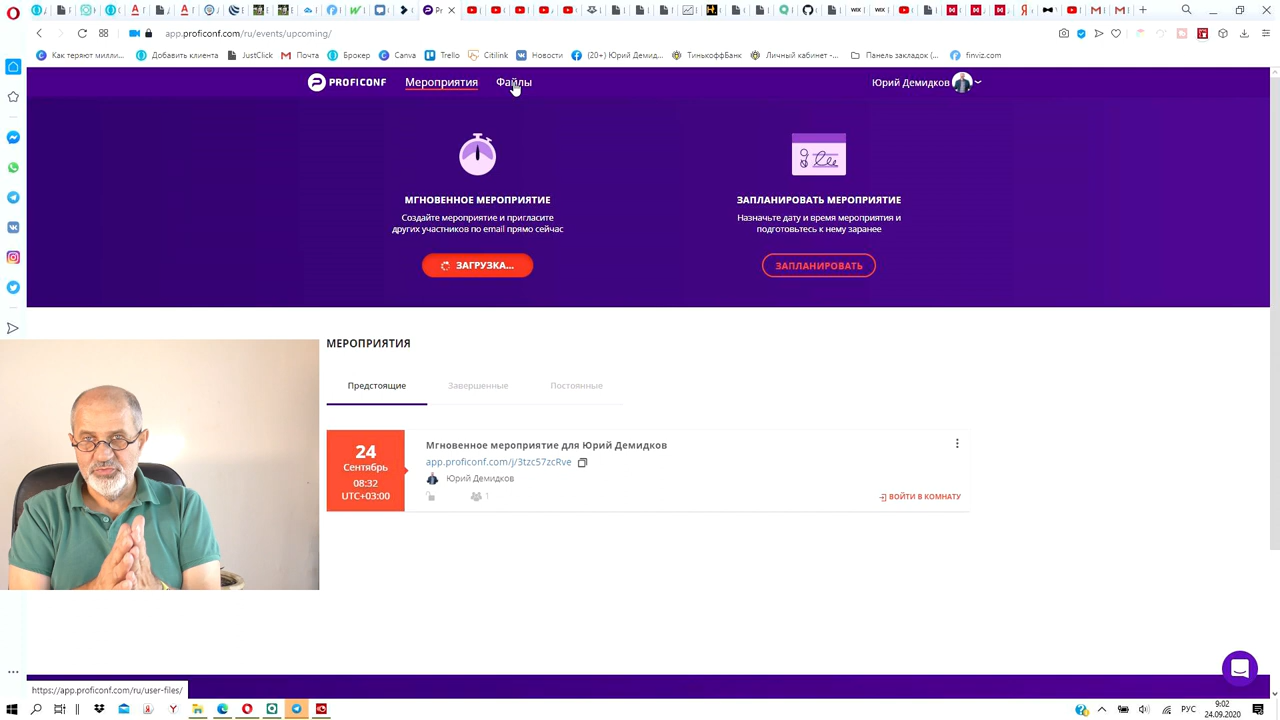 app.proficonf.com/ru/events/upcoming/
Как теряют миллин...
Добавить клиента
JustClick
Почта
Брокер
Canva
Trello
Citilink
Новости
(20+) Юрий Демид...
ТинькоффБанк
Личный кабинет -...
Панель закладок (...
finviz.com
PROFICONF
Мероприятия
Файлы
Юрий Демидков
МГНОВЕННОЕ МЕРОПРИЯТИЕ
Создайте мероприятие и пригласите
других участников по email прямо сейчас
ЗАГРУЗКА...
ЗАПЛАНИРОВАТЬ МЕРОПРИЯТИЕ
Назначьте дату и время мероприятия и
подготовьтесь к нему заранее
ЗАПЛАНИРОВАТЬ
МЕРОПРИЯТИЯ
Предстоящие
Завершенные
Постоянные
24
Сентябрь
08:32
UTC+03:00
Мгновенное мероприятие для Юрий Демидков
app.proficonf.com/j/3tzc57zcRve
Юрий Демидков
1
ВОЙТИ В КОМНАТУ
https://app.proficonf.com/ru/user-files/
РУС
9:02
24.09.2020